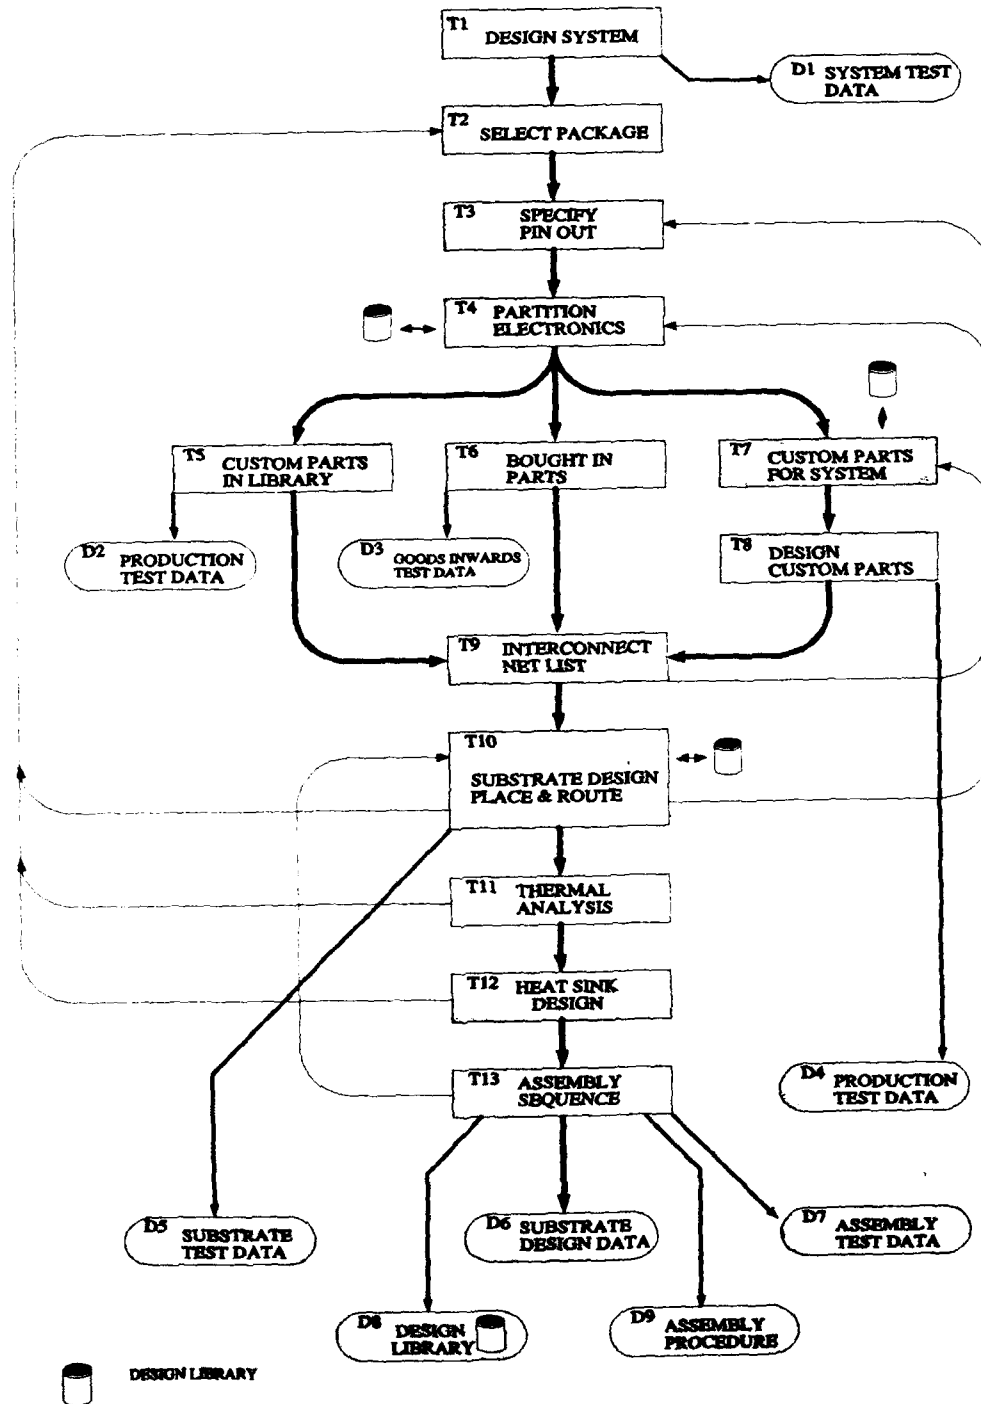 T1
DESIGN SYSTEM
D1 SYSTEM TEST
DATA
T2
SELECT PACKAGE
T3 SPECIFY
PIN OUT
T4 PARTITION
ELECTRONICS
T5 CUSTOM PARTS
IN LIBRARY
T6 BOUGHT IN
PARTS
T7 CUSTOM PARTS
FOR SYSTEM
D2 PRODUCTION
TEST DATA
D3 GOODS INWARDS
TEST DATA
T8 DESIGN
CUSTOM PARTS
T9 INTERCONNECT
NET LIST
T10
SUBSTRATE DESIGN
PLACE & ROUTE
T11 THERMAL
ANALYSIS
T12 HEAT SINK
DESIGN
T13 ASSEMBLY
SEQUENCE
D4 PRODUCTION
TEST DATA
D5 SUBSTRATE
TEST DATA
D6 SUBSTRATE
DESIGN DATA
D7 ASSEMBLY
TEST DATA
D8 DESIGN
LIBRARY
D9 ASSEMBLY
PROCEDURE
DESIGN LIBRARY